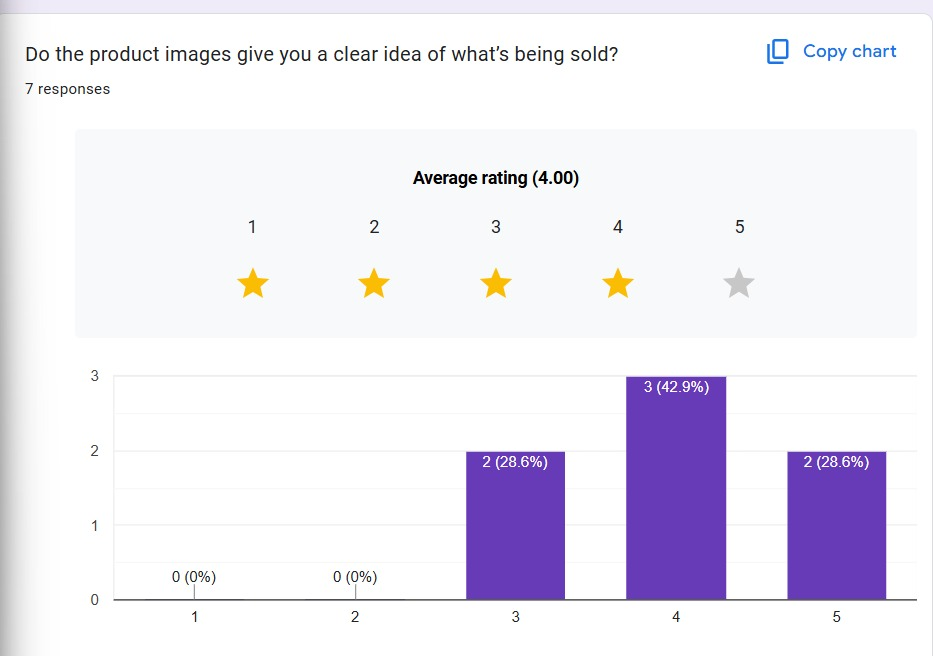 Do the product images give you a clear idea of what’s being sold?
Copy chart
7 responses
Average rating (4.00)
1 2 3 4 5
3
3 (42.9%)
2
2 (28.6%) 2 (28.6%)
1
0 (0%) 0 (0%)
0
1 2 3 4 5